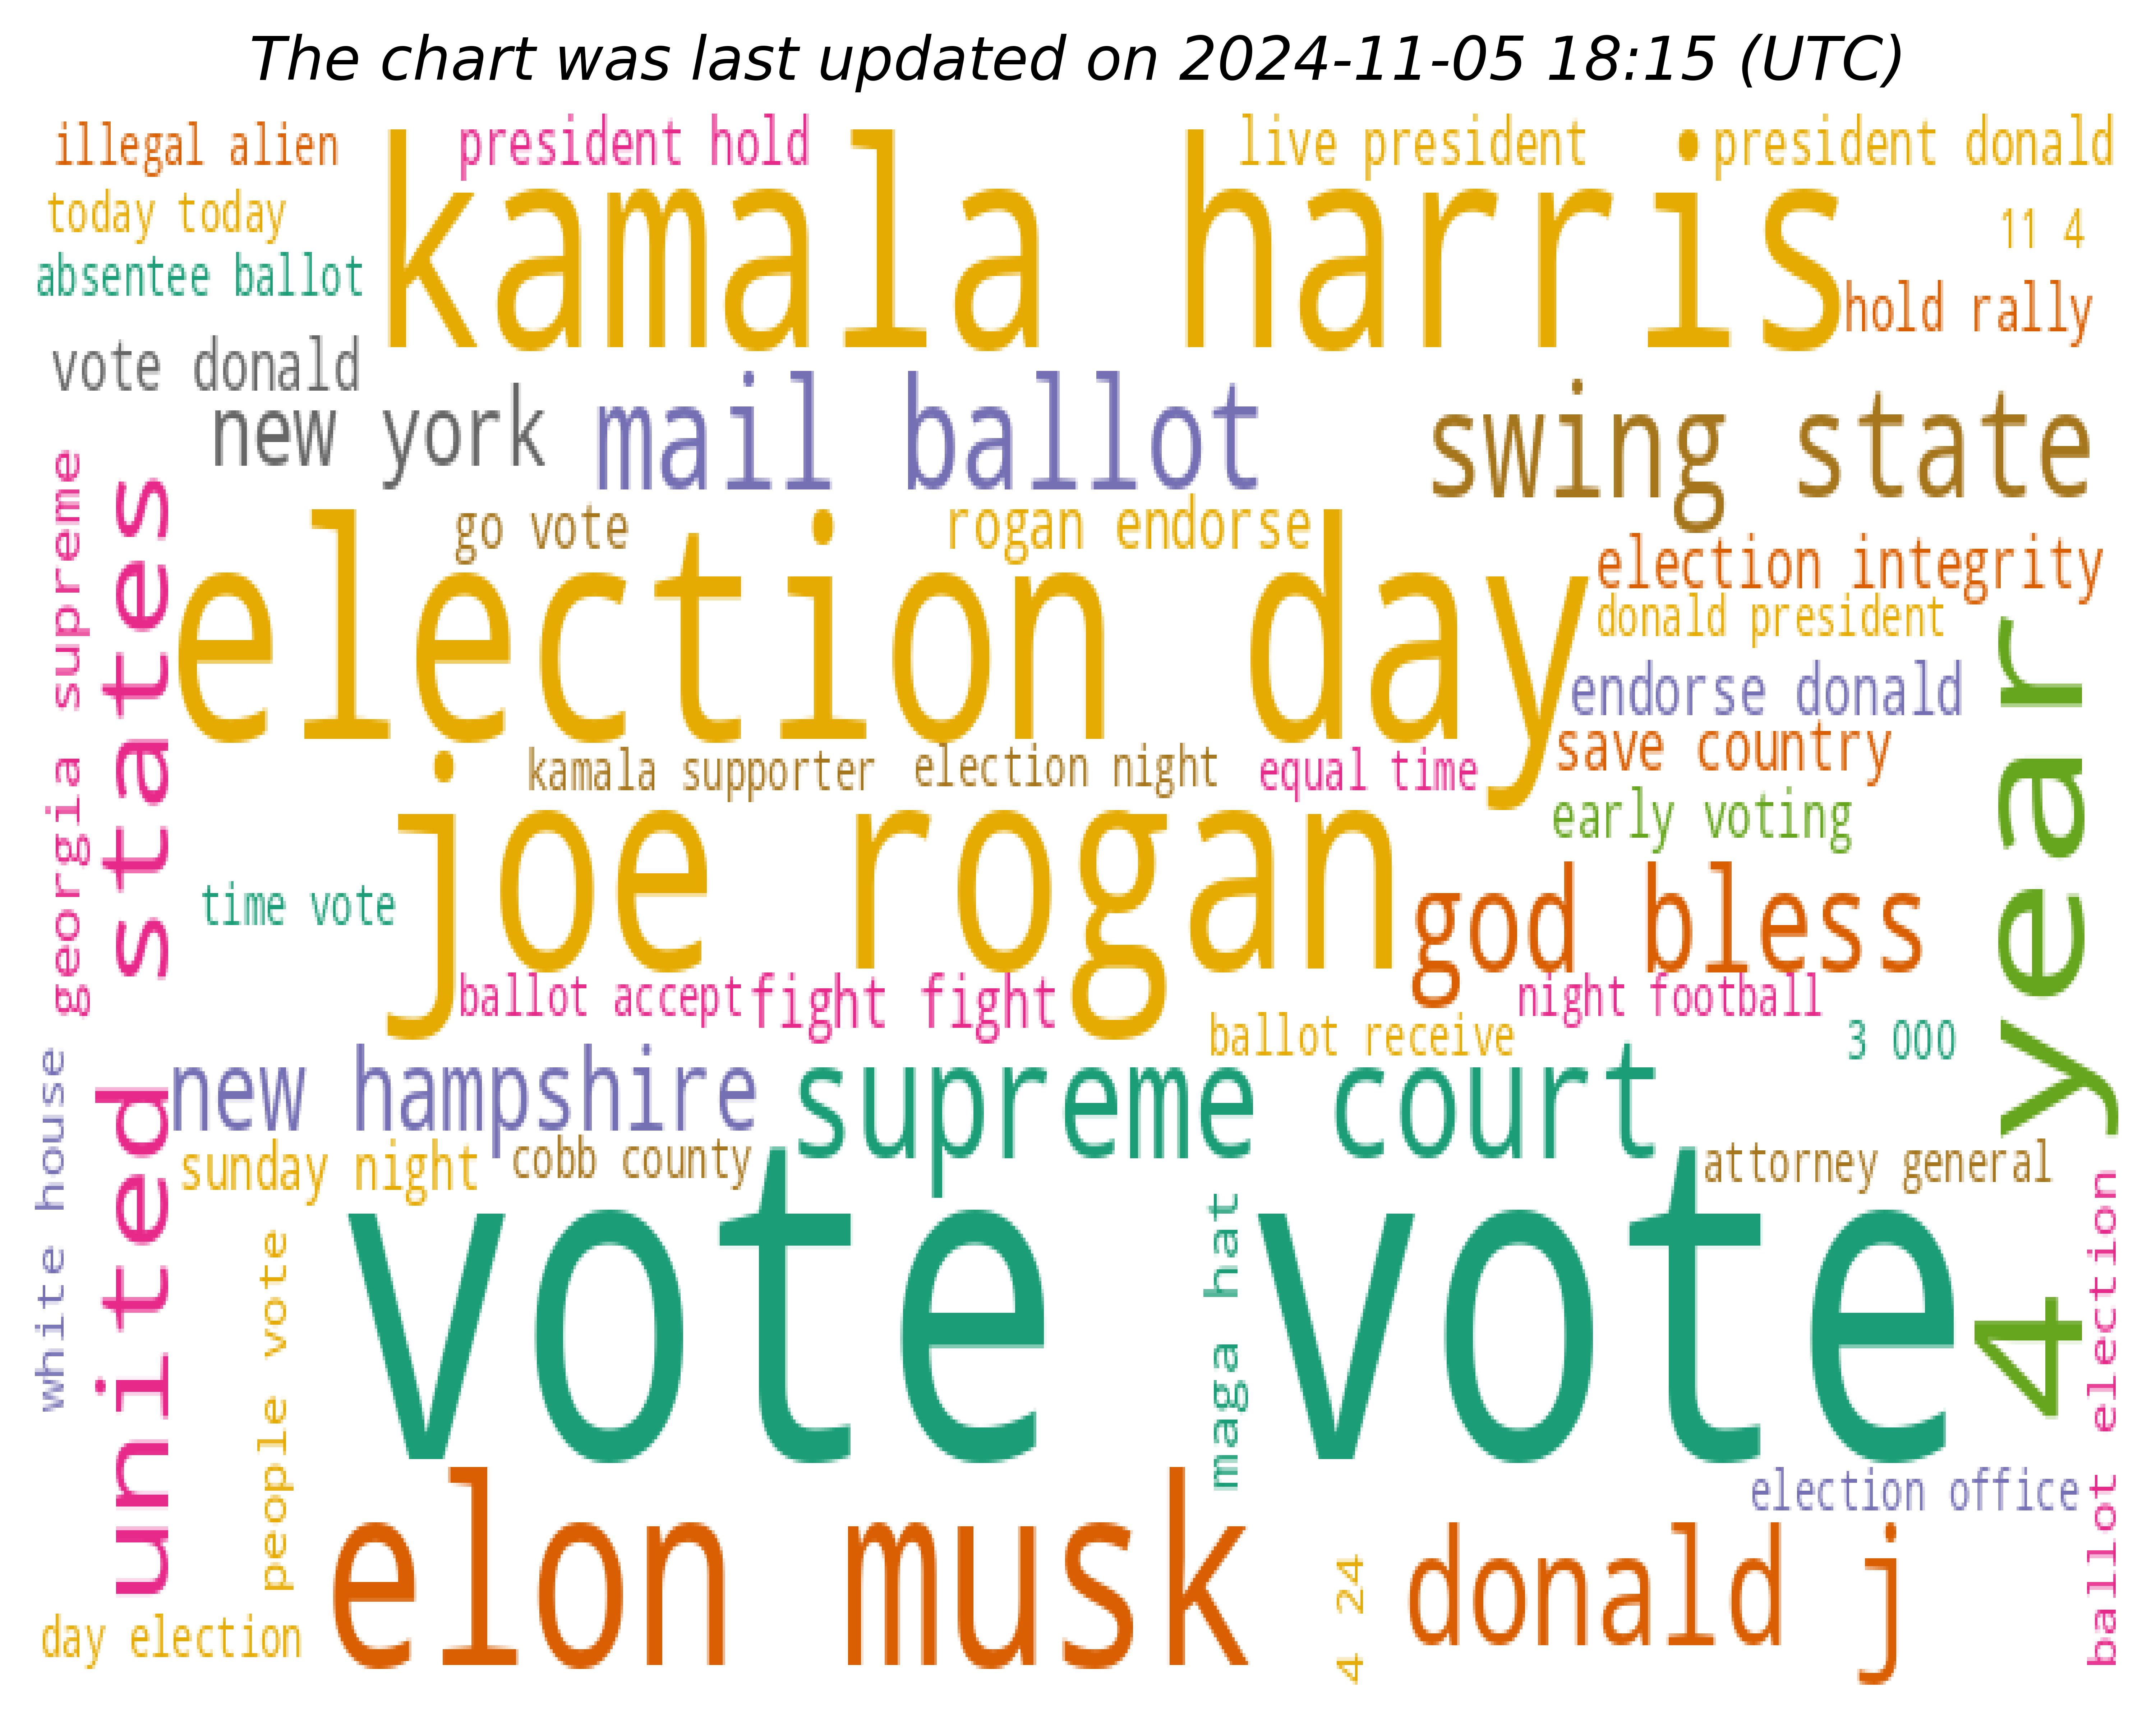 The chart was last updated on 2024-11-05 18:15 (UTC)
illegal alien
president hold
live president
president donald
today today
kamala harris
11 4
absentee ballot
hold rally
vote donald
new york
mail ballot
swing state
go vote
rogan endorse
election day
election integrity
donald president
endorse donald
save country
kamala supporter
election night
equal time
early voting
georgia supreme
united states
4 year
joe rogan
time vote
god bless
ballot accept
fight fight
night football
ballot receive
3 000
new hampshire
supreme court
sunday night
cobb county
attorney general
white house
people vote
vote vote
maga hat
ballot election
election office
elon musk
donald j
4 24
day election